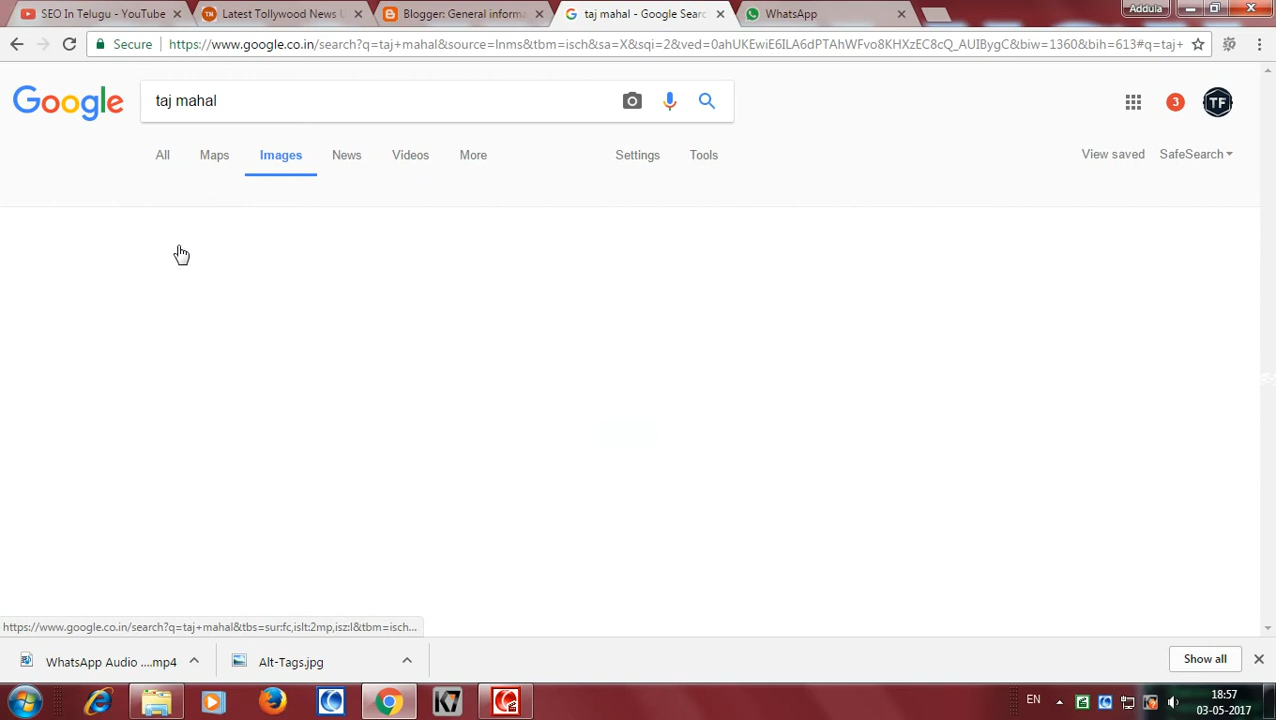 SEO In Telugu - YouTube
Latest Tollywood News U
Blogger: General informa
taj mahal - Google Searc
WhatsApp
Addula
Secure
https://www.google.co.in/search?q=taj+mahal&source=lnms&tbm=isch&sa=X&sqi=2&ved=0ahUKEwiE6ILA6dPTAhWFvo8KHXzEC8cQ_AUIBygC&biw=1360&bih=613#q=taj+
Google
taj mahal
3
TF
All
Maps
Images
News
Videos
More
Settings
Tools
View saved
SafeSearch
https://www.google.co.in/search?q=taj+mahal&tbs=sur:fc,islt:2mp,isz:l&tbm=isch...
WhatsApp Audio ....mp4
Alt-Tags.jpg
Show all
K7
EN
18:57
03-05-2017